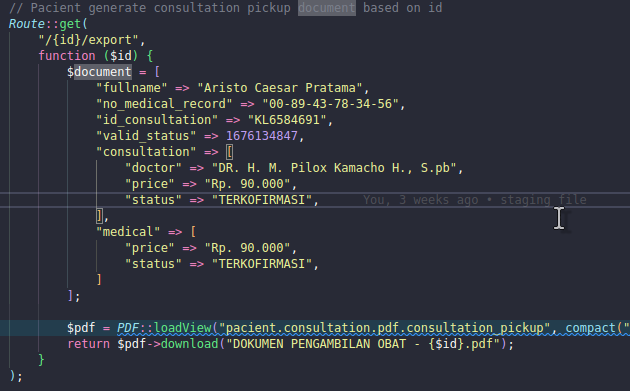 // Pacient generate consultation pickup document based on id
Route::get(
"/{id}/export",
function ($id) {
$document = [
"fullname" => "Aristo Caesar Pratama",
"no_medical_record" => "00-89-43-78-34-56",
"id_consultation" => "KL6584691",
"valid_status" => 1676134847,
"consultation" => [
"doctor" => "DR. H. M. Pilox Kamacho H., S.pb",
"price" => "Rp. 90.000",
"status" => "TERKOFIRMASI", You, 3 weeks ago • staging file
],
"medical" => [
"price" => "Rp. 90.000",
"status" => "TERKOFIRMASI",
]
];
$pdf = PDF::loadView("pacient.consultation.pdf.consultation_pickup", compact("
return $pdf->download("DOKUMEN PENGAMBILAN OBAT - {$id}.pdf");
}
);